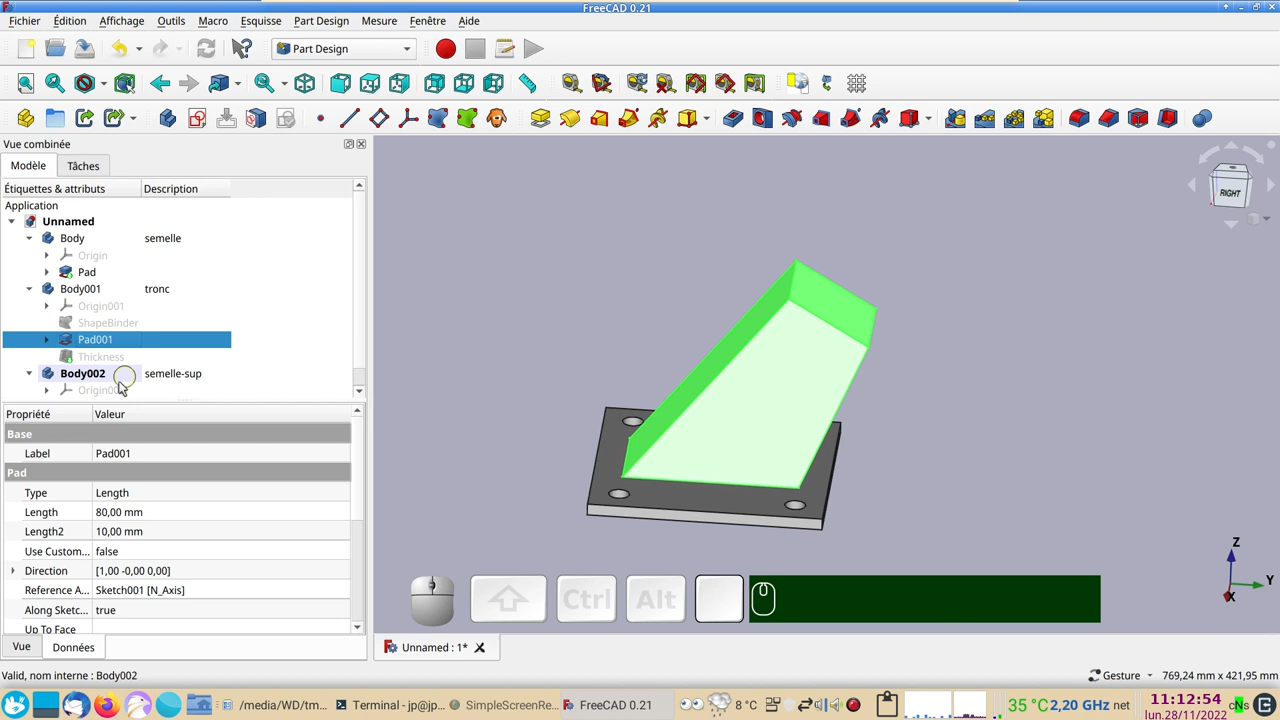 FreeCAD 0.21
Fichier Édition Affichage Outils Macro Esquisse Part Design Mesure Fenêtre Aide
Part Design
Vue combinée
Modèle Tâches
Étiquettes & attributs Description
Application
Unnamed
Body semelle
Origin
Pad
Body001 tronc
Origin001
ShapeBinder
Pad001
Thickness
Body002 semelle-sup
Propriété Valeur
Base
Label Pad001
Pad
Type Length
Length 80,00 mm
Length2 10,00 mm
Use Custom... false
Direction [1,00 -0,00 0,00]
Reference A... Sketch001 [N_Axis]
Along Sketc... true
Up To Face
Vue Données
RIGHT
Z
Y
X
Ctrl Alt
Unnamed : 1*
Valid, nom interne : Body002
Gesture 769,24 mm x 421,95 mm
/media/WD/tm... Terminal - jp@jp... SimpleScreenRe... FreeCAD 0.21
8 °C
35 °C 2,20 GHz net
11:12:54
lun.28/11/2022